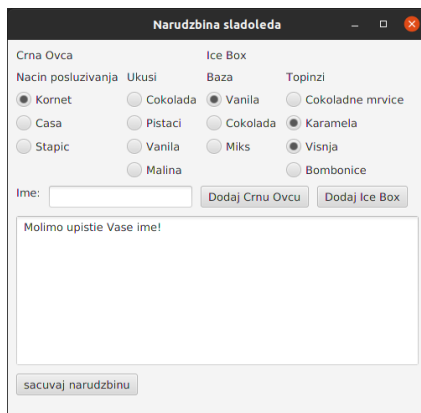 Narudzbina sladoleda
Crna Ovca Ice Box
Nacin posluzivanja Ukusi Baza Topinzi
Kornet Cokolada Vanila Cokoladne mrvice
Casa Pistaci Cokolada Karamela
Stapic Vanila Miks Visnja
Malina Bombonice
Ime: Dodaj Crnu Ovcu Dodaj Ice Box
Molimo upistie Vase ime!
sacuvaj narudzbinu